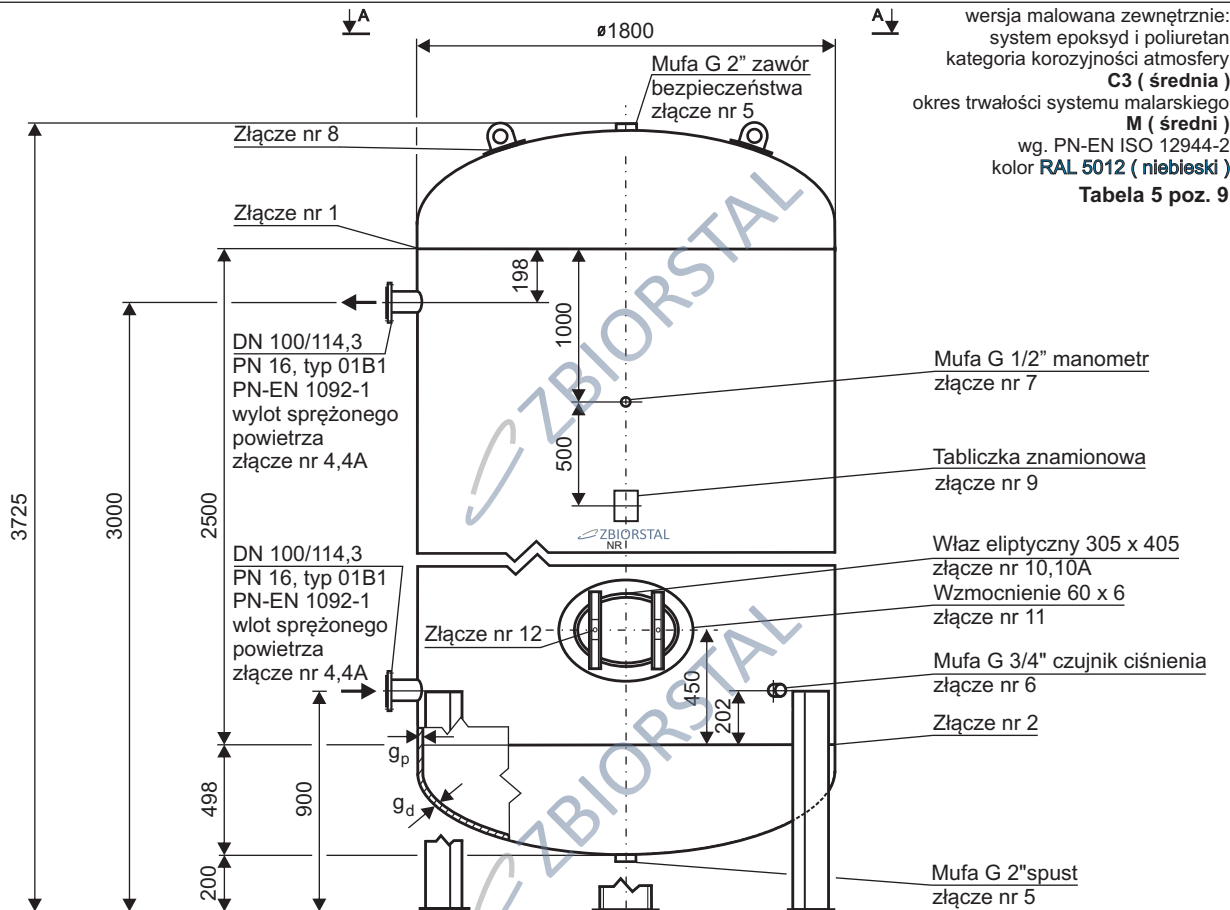 A
A
ø1800
wersja malowana zewnętrznie:
system epoksyd i poliuretan
kategoria korozyjności atmosfery
C3 ( średnia )
okres trwałości systemu malarskiego
M ( średni )
wg. PN-EN ISO 12944-2
kolor RAL 5012 ( niebieski )
Tabela 5 poz. 9
Mufa G 2” zawór
bezpieczeństwa
złącze nr 5
Złącze nr 8
Złącze nr 1
198
1000
500
DN 100/114,3
PN 16, typ 01B1
PN-EN 1092-1
wylot sprężonego
powietrza
złącze nr 4,4A
Mufa G 1/2” manometr
złącze nr 7
Tabliczka znamionowa
złącze nr 9
ZBIORSTAL
ZBIORSTAL
NR
3725
3000
2500
DN 100/114,3
PN 16, typ 01B1
PN-EN 1092-1
wlot sprężonego
powietrza
złącze nr 4,4A
Właz eliptyczny 305 x 405
złącze nr 10,10A
Wzmocnienie 60 x 6
złącze nr 11
Złącze nr 12
Mufa G 3/4" czujnik ciśnienia
złącze nr 6
450
202
Złącze nr 2
gp
gd
498
900
200
ZBIORSTAL
Mufa G 2"spust
złącze nr 5